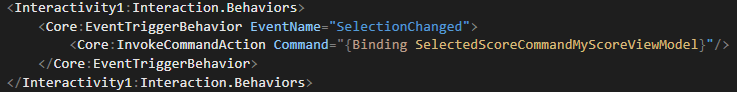 <Interactivity1:Interaction.Behaviors>
<Core:EventTriggerBehavior EventName="SelectionChanged">
<Core:InvokeCommandAction Command="{Binding SelectedScoreCommandMyScoreViewModel}"/>
</Core:EventTriggerBehavior>
</Interactivity1:Interaction.Behaviors>